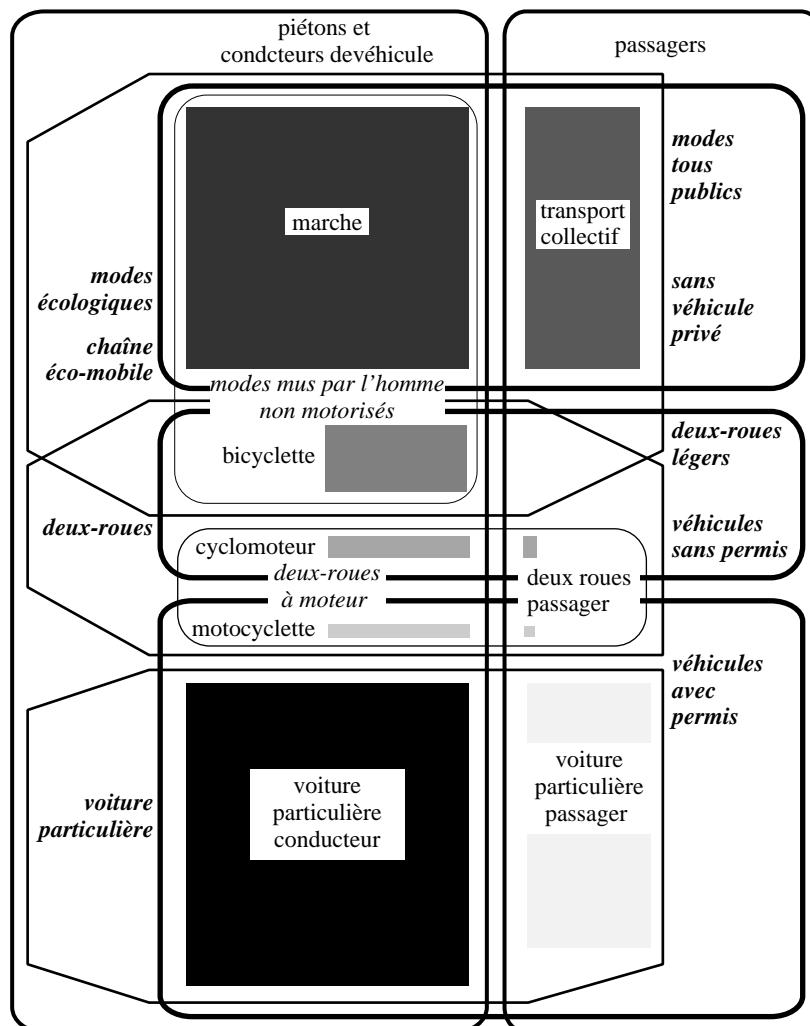 piétons et
condcteurs devéhicule
passagers
modes
tous
publics
marche
transport
collectif
modes
écologiques
sans
véhicule
privé
chaîne
éco-mobile
modes mus par l’homme
non motorisés
deux-roues
légers
bicyclette
deux-roues
véhicules
sans permis
cyclomoteur
deux-roues
à moteur
deux roues
passager
motocyclette
véhicules
avec
permis
voiture
particulière
conducteur
voiture
particulière
passager
voiture
particulière